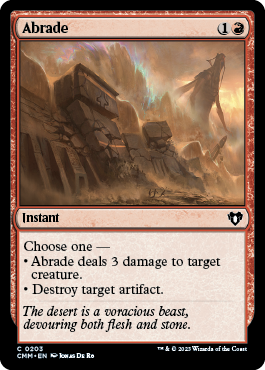 Abrade 1
Instant
Choose one —
• Abrade deals 3 damage to target
creature.
• Destroy target artifact.
The desert is a voracious beast,
devouring both flesh and stone.
C 0203
CMM • EN Jonas De Ro
™ & © 2023 Wizards of the Coast